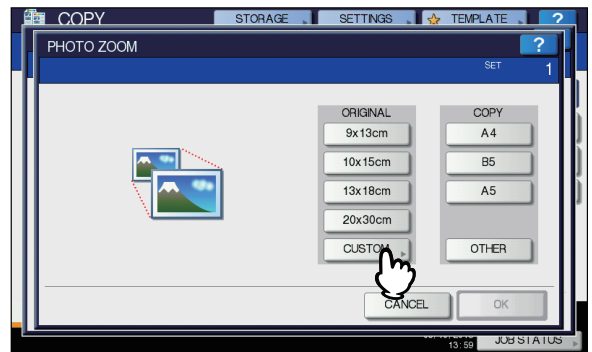 COPY STORAGE SETTINGS TEMPLATE ?
PHOTO ZOOM ?
SET 1
ORIGINAL COPY
9x13cm A4
10x15cm B5
13x18cm A5
20x30cm
CUSTOM OTHER
CANCEL OK
JOB STATUS
13:59